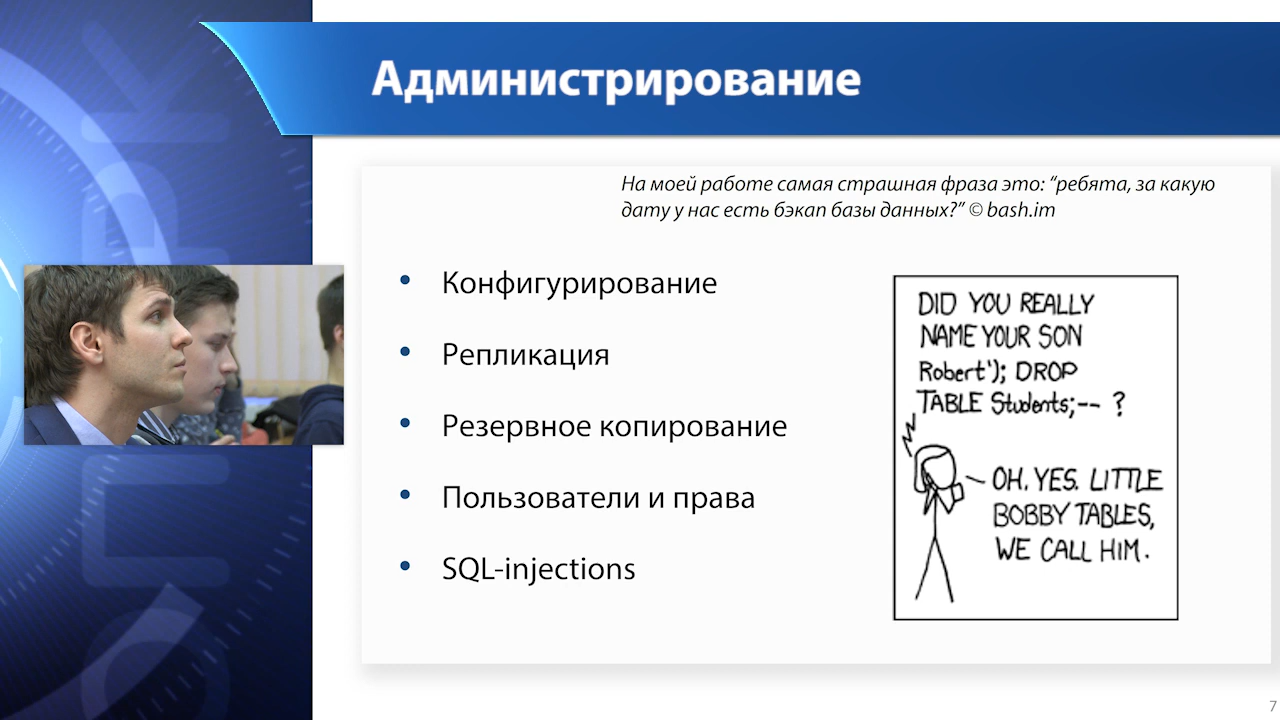 Администрирование
На моей работе самая страшная фраза это: “ребята, за какую
дату у нас есть бэкап базы данных?” © bash.im
• Конфигурирование
• Репликация
• Резервное копирование
• Пользователи и права
• SQL-injections
DID YOU REALLY
NAME YOUR SON
Robert'); DROP
TABLE Students;-- ?
OH, YES. LITTLE
BOBBY TABLES,
WE CALL HIM.
7